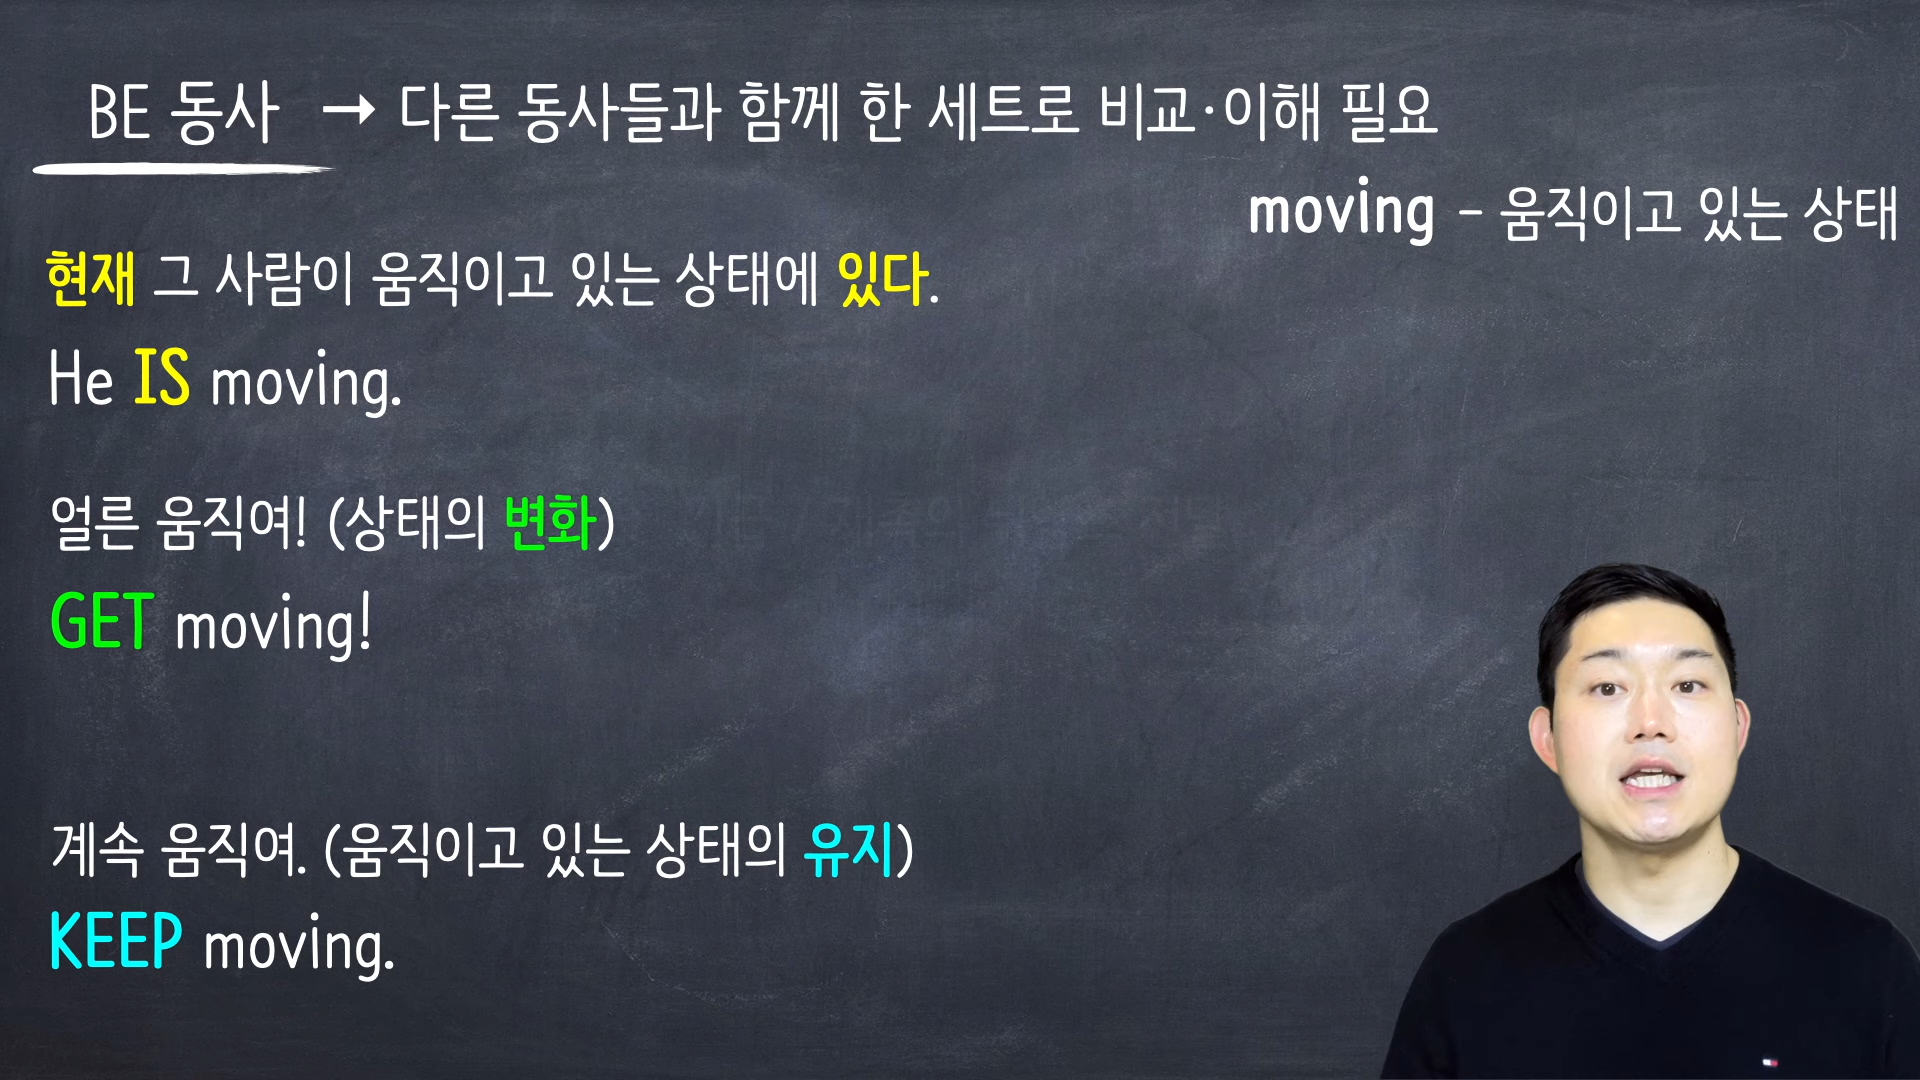 BE 동사 → 다른 동사들과 함께 한 세트로 비교·이해 필요
moving - 움직이고 있는 상태
현재 그 사람이 움직이고 있는 상태에 있다.
He IS moving.
얼른 움직여! (상태의 변화)
GET moving!
계속 움직여. (움직이고 있는 상태의 유지)
KEEP moving.